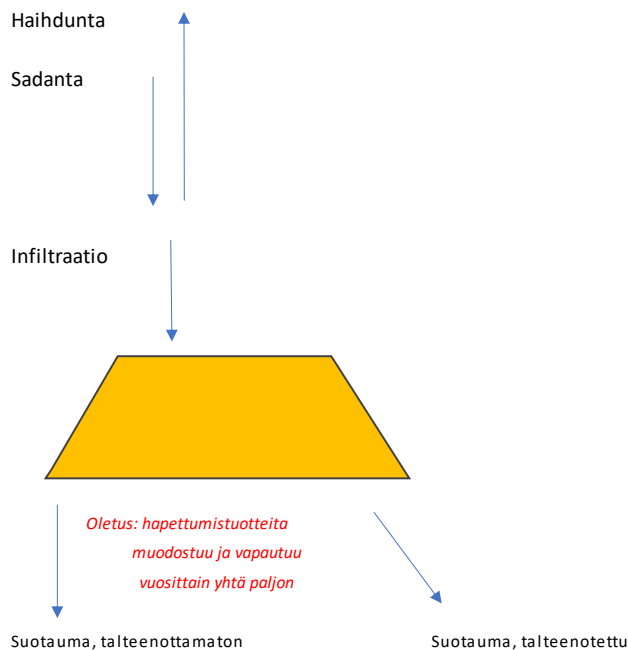 Haihdunta
Sadanta
Infiltraatio
Oletus: hapettumistuotteita
muodostuu ja vapautuu
vuosittain yhtä paljon
Suotauma, talteenottamaton
Suotauma, talteenotettu